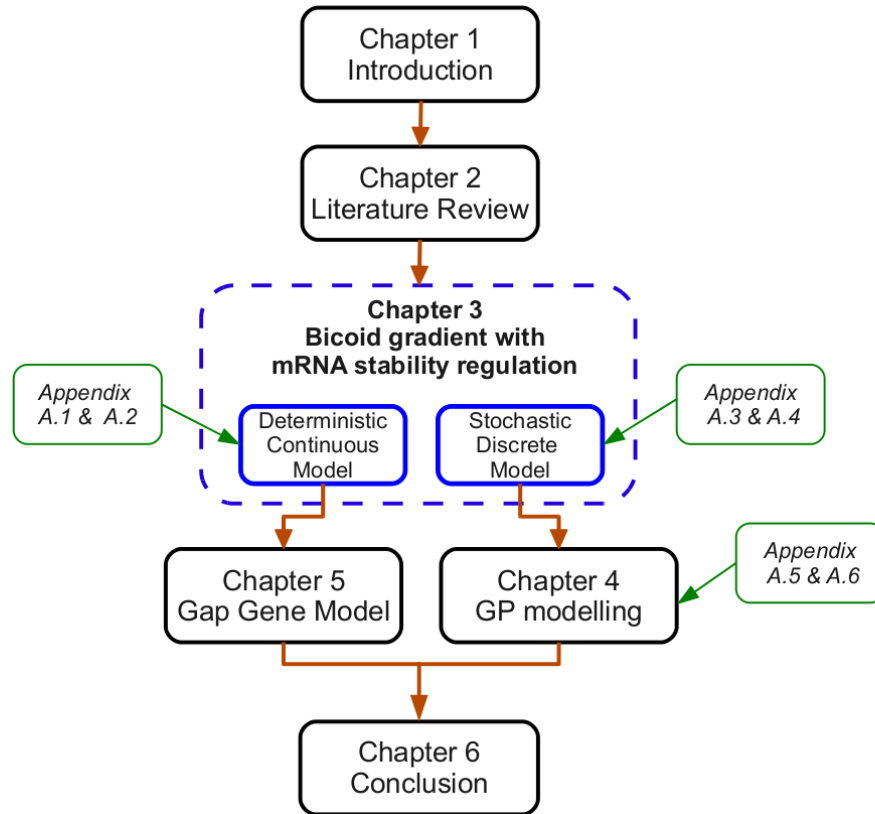 Chapter 1
Introduction
Chapter 2
Literature Review
Chapter 3
Bicoid gradient with
mRNA stability regulation
Appendix
A.1 & A.2
Deterministic
Continuous
Model
Stochastic
Discrete
Model
Appendix
A.3 & A.4
Chapter 5
Gap Gene Model
Chapter 4
GP modelling
Appendix
A.5 & A.6
Chapter 6
Conclusion